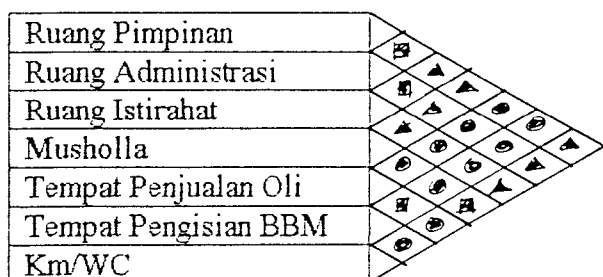 Ruang Pimpinan
Ruang Administrasi
Ruang Istirahat
Musholla
Tempat Penjualan Oli
Tempat Pengisian BBM
Km/WC